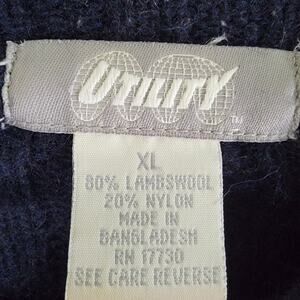 UTILITY
TM
XL
80% LAMBSWOOL
20% NYLON
MADE IN
BANGLADESH
RN 17730
SEE CARE REVERSE